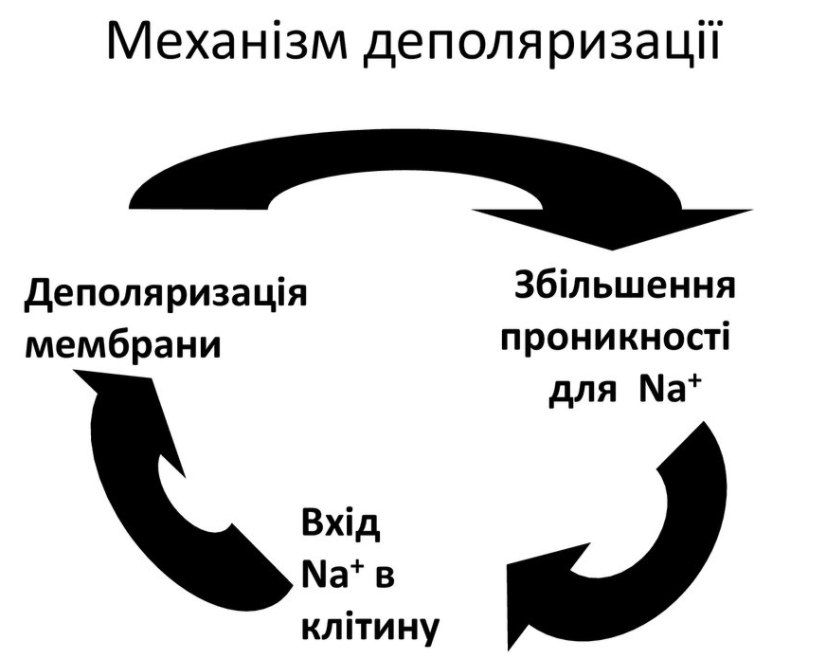 Механізм деполяризації
Деполяризація
мембрани
Збільшення
проникності
для Na⁺
Вхід
Na⁺ в
клітину